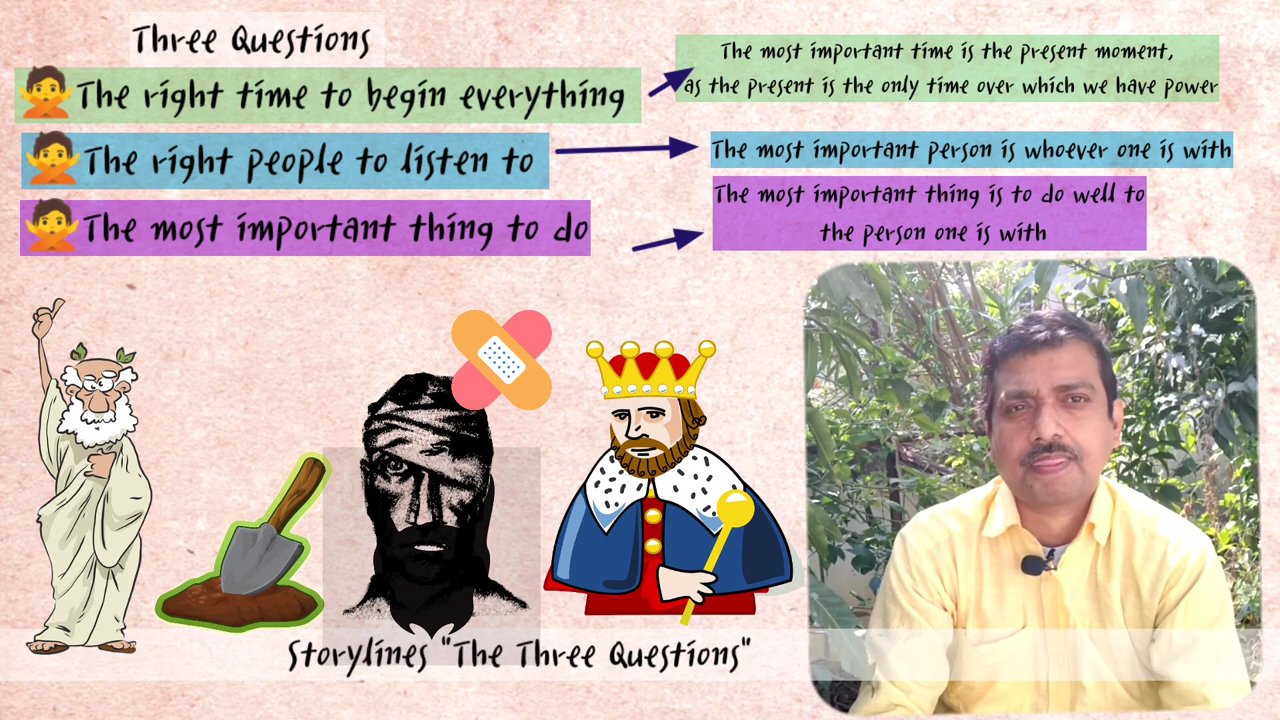 Three Questions
The right time to begin everything
The right people to listen to
The most important thing to do
The most important time is the present moment,
as the present is the only time over which we have power
The most important person is whoever one is with
The most important thing is to do well to
the person one is with
Storylines "The Three Questions"